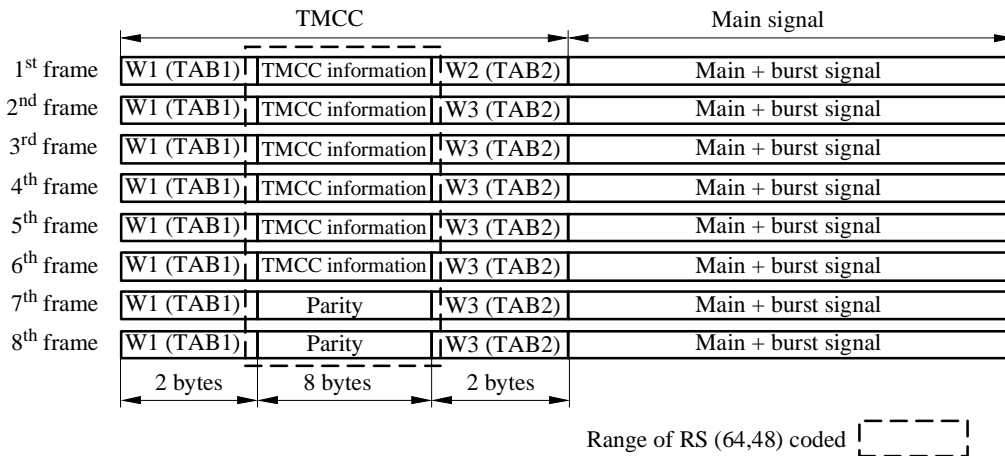 TMCC Main signal
1st frame W1 (TAB1) TMCC information W2 (TAB2) Main + burst signal
2nd frame W1 (TAB1) TMCC information W3 (TAB2) Main + burst signal
3rd frame W1 (TAB1) TMCC information W3 (TAB2) Main + burst signal
4th frame W1 (TAB1) TMCC information W3 (TAB2) Main + burst signal
5th frame W1 (TAB1) TMCC information W3 (TAB2) Main + burst signal
6th frame W1 (TAB1) TMCC information W3 (TAB2) Main + burst signal
7th frame W1 (TAB1) Parity W3 (TAB2) Main + burst signal
8th frame W1 (TAB1) Parity W3 (TAB2) Main + burst signal
2 bytes 8 bytes 2 bytes
Range of RS (64,48) coded